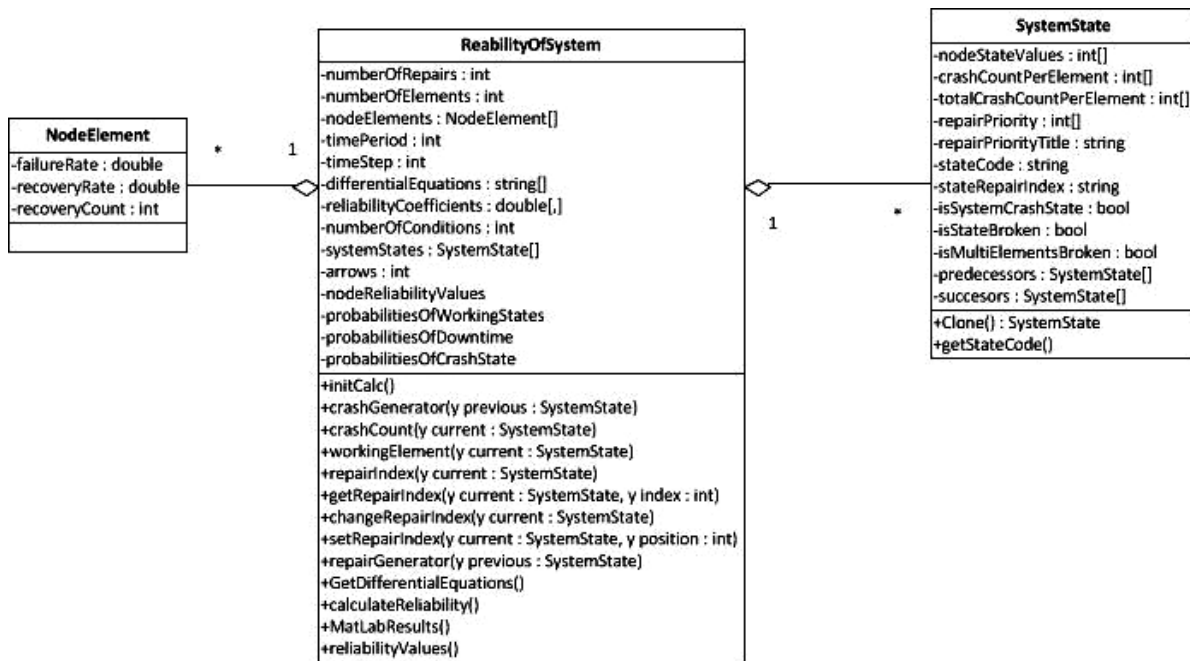 NodeElement
-failureRate : double
-recoveryRate : double
-recoveryCount : int
*
1
ReabilityOfSystem
-numberOfRepairs : int
-numberOfElements : int
-nodeElements : NodeElement[]
-timePeriod : int
-timeStep : int
-differentialEquations : string[]
-reliabilityCoefficients : double[,]
-numberOfConditions : int
-systemStates : SystemState[]
-arrows : int
-nodeReliabilityValues
-probabilitiesOfWorkingStates
-probabilitiesOfDowntime
-probabilitiesOfCrashState
+initCalc()
+crashGenerator(y previous : SystemState)
+crashCount(y current : SystemState)
+workingElement(y current : SystemState)
+repairIndex(y current : SystemState)
+getRepairIndex(y current : SystemState, y index : int)
+changeRepairIndex(y current : SystemState)
+setRepairIndex(y current : SystemState, y position : int)
+repairGenerator(y previous : SystemState)
+GetDifferentialEquations()
+calculateReliability()
+MatLabResults()
+reliabilityValues()
1
*
SystemState
-nodeStateValues : int[]
-crashCountPerElement : int[]
-totalCrashCountPerElement : int[]
-repairPriority : int[]
-repairPriorityTitle : string
-stateCode : string
-stateRepairIndex : string
-isSystemCrashState : bool
-isStateBroken : bool
-isMultiElementsBroken : bool
-predecessors : SystemState[]
-succesors : SystemState[]
+Clone() : SystemState
+getStateCode()